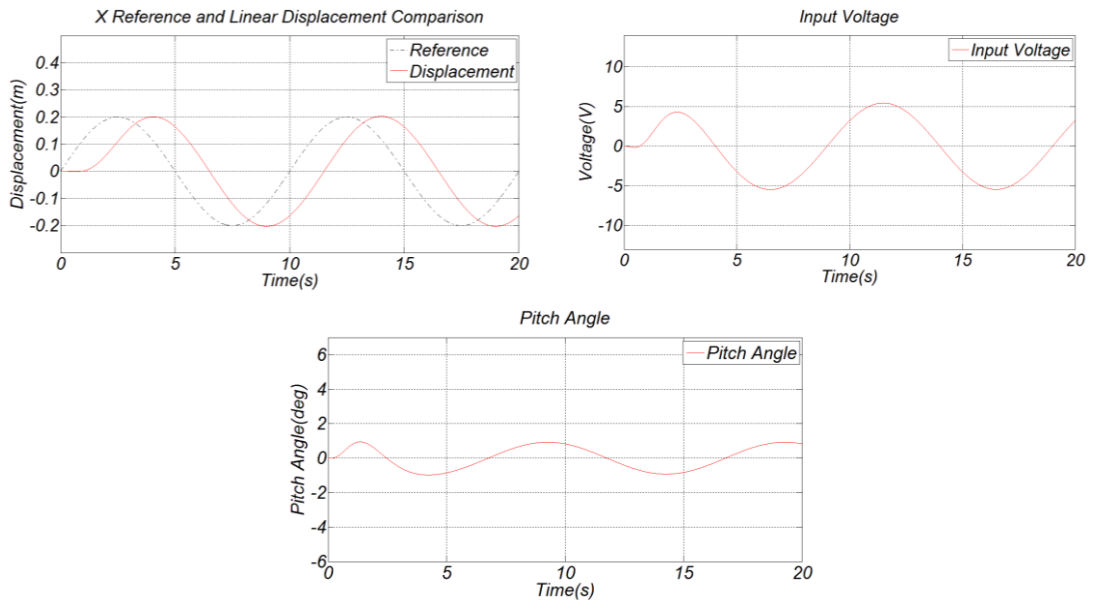 X Reference and Linear Displacement Comparison
Reference
Displacement
0.4
0.3
0.2
0.1
0
-0.1
-0.2
Displacement(m)
0 5 10 15 20
Time(s)
Input Voltage
Input Voltage
10
5
0
-5
-10
Voltage(V)
0 5 10 15 20
Time(s)
Pitch Angle
Pitch Angle
6
4
2
0
-2
-4
-6
Pitch Angle(deg)
0 5 10 15 20
Time(s)